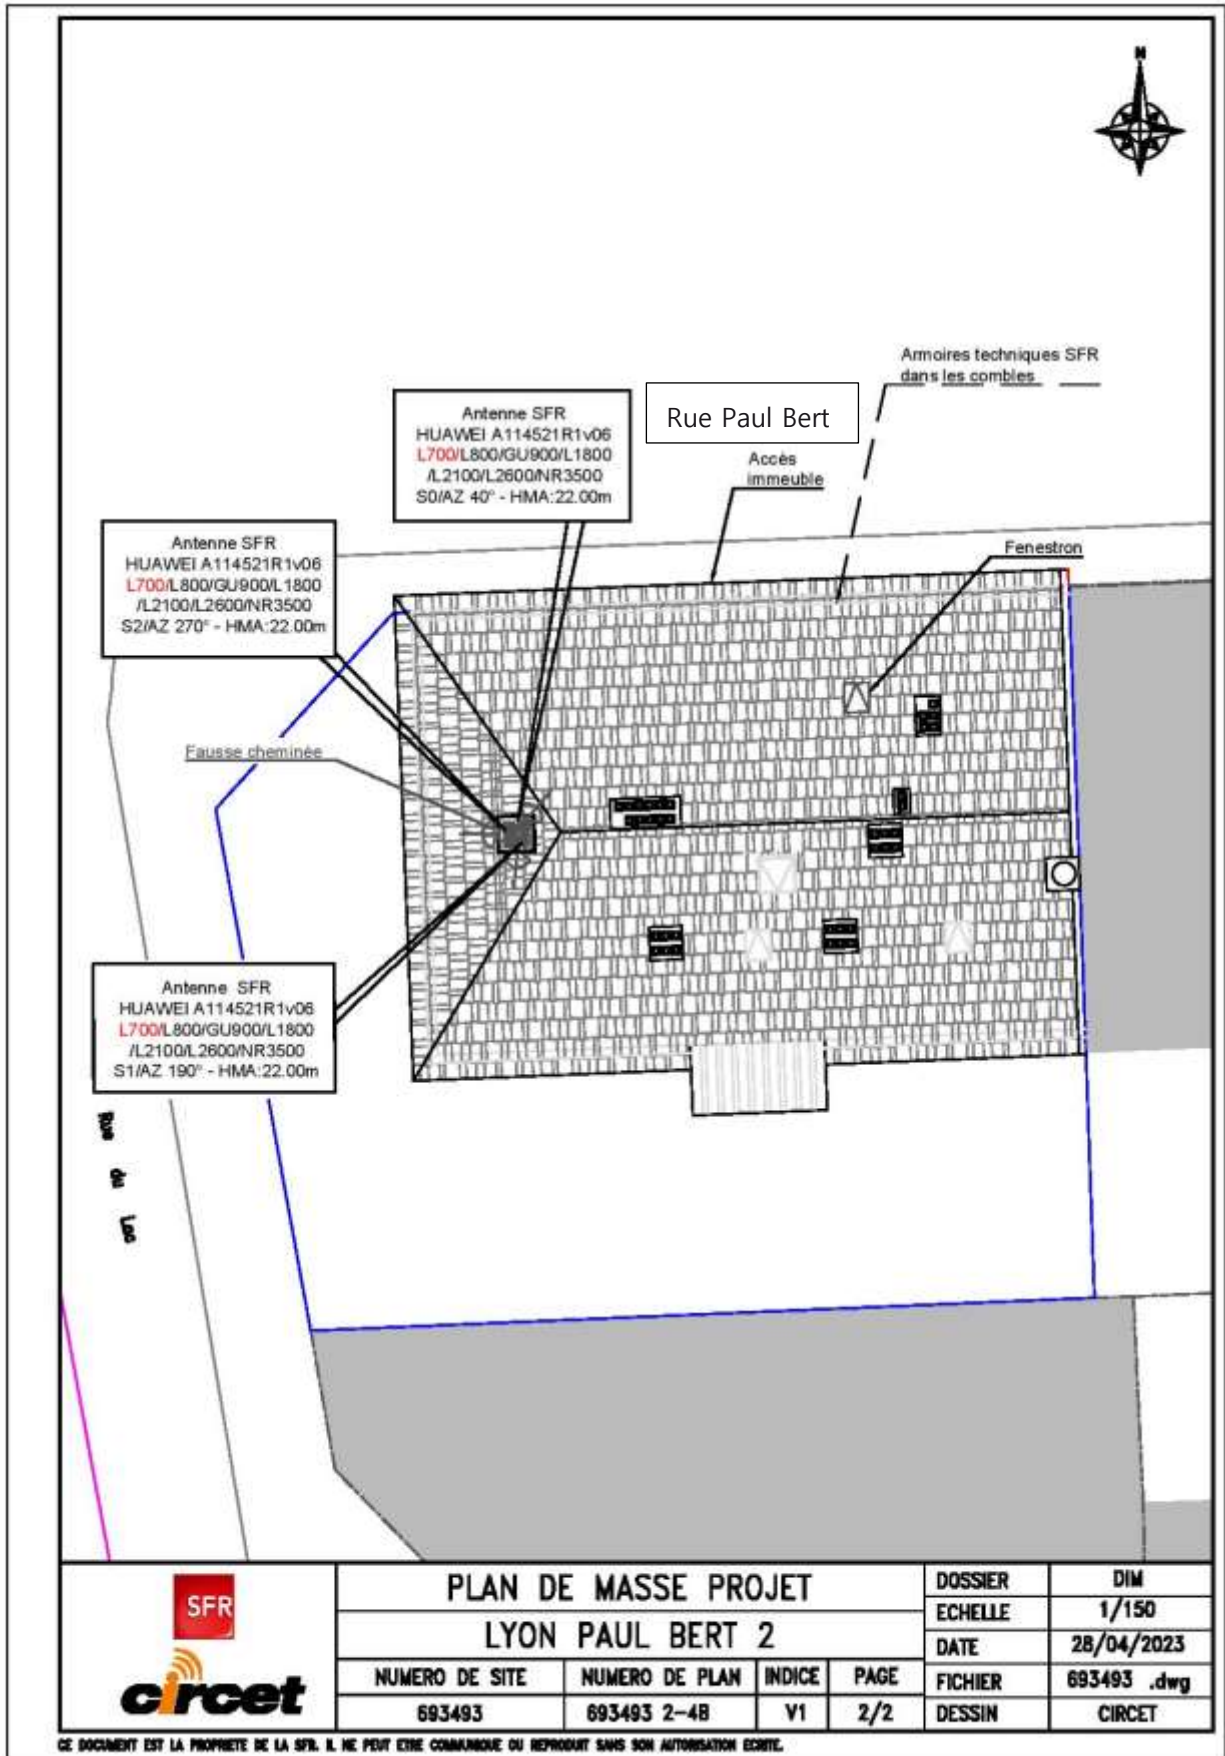 N
Armoires techniques SFR
dans les combles
Antenne SFR
HUAWEI A114521R1v06
L700/L800/GU900/L1800
/L2100/L2600/NR3500
S0/AZ 40° - HMA:22.00m
Rue Paul Bert
Accès
immeuble
Antenne SFR
HUAWEI A114521R1v06
L700/L800/GU900/L1800
/L2100/L2600/NR3500
S2/AZ 270° - HMA:22.00m
Fenestron
Fausse cheminée
Antenne SFR
HUAWEI A114521R1v06
L700/L800/GU900/L1800
/L2100/L2600/NR3500
S1/AZ 190° - HMA:22.00m
Rue du Lac
SFR
circet
PLAN DE MASSE PROJET
LYON PAUL BERT 2
NUMERO DE SITE
NUMERO DE PLAN
INDICE
PAGE
693493
693493 2-4B
V1
2/2
DOSSIER
DIM
ECHELLE
1/150
DATE
28/04/2023
FICHIER
693493 .dwg
DESSIN
CIRCET
CE DOCUMENT EST LA PROPRIETE DE LA SFR. IL NE PEUT ETRE COMMUNIQUE OU REPRODUIT SANS SON AUTORISATION ECRITE.